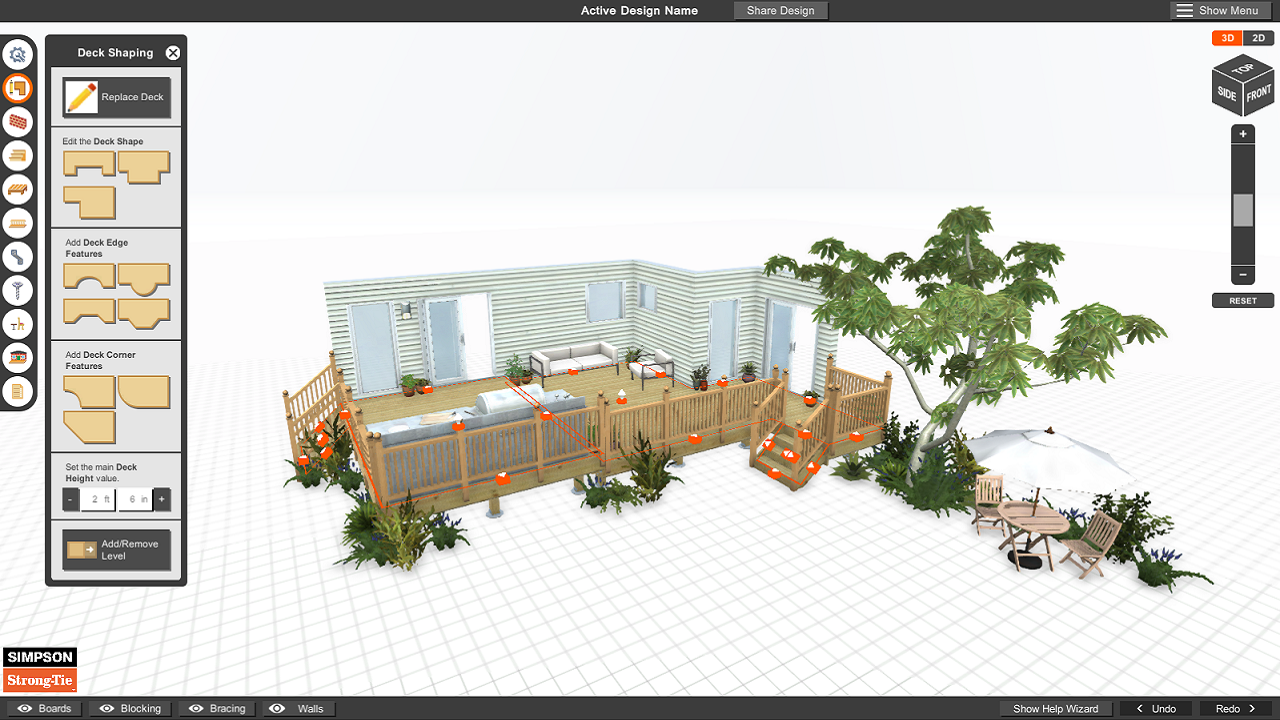 Active Design Name
Share Design
Show Menu
3D
2D
Deck Shaping
Replace Deck
Edit the Deck Shape
Add Deck Edge
Features
Add Deck Corner
Features
Set the main Deck
Height value.
-
2 ft
6 in
+
Add/Remove
Level
TOP
SIDE
FRONT
+
-
RESET
SIMPSON
Strong-Tie
Boards
Blocking
Bracing
Walls
Show Help Wizard
Undo
Redo